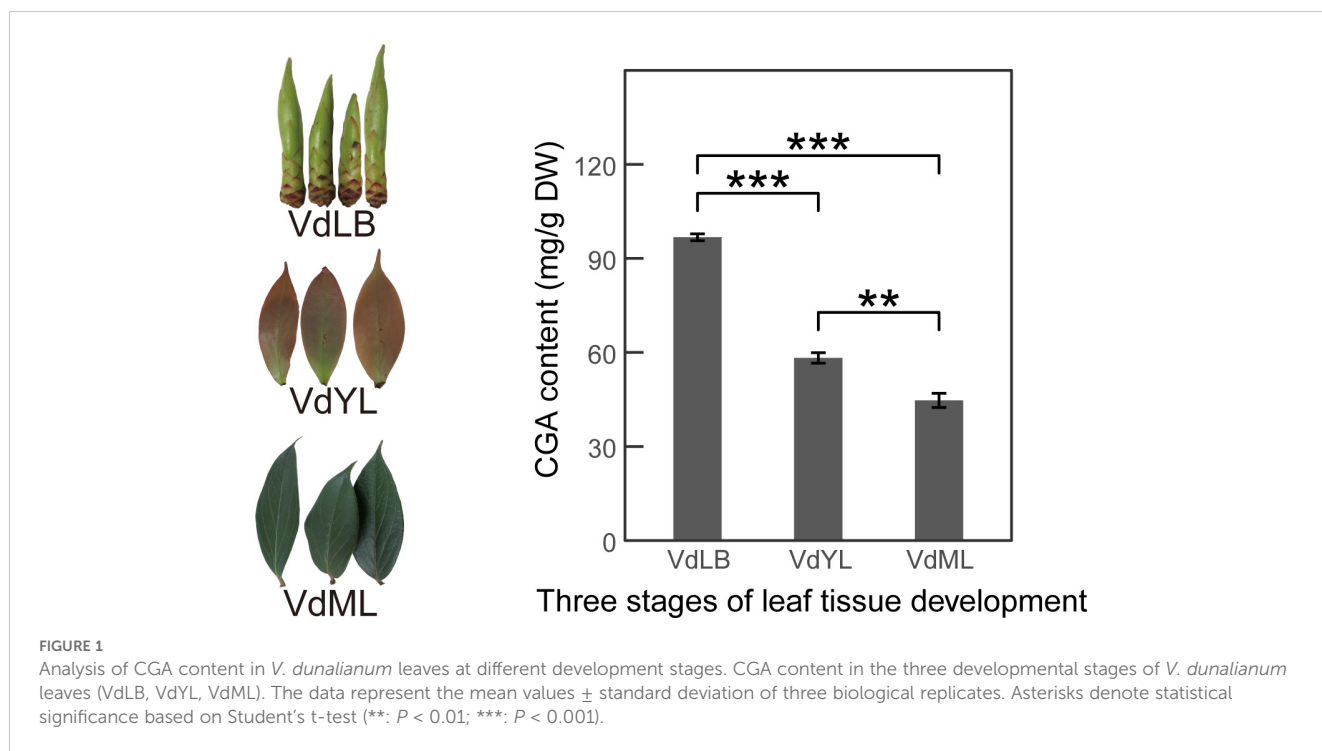 VdLB
VdYL
VdML
CGA content (mg/g DW)
120
90
60
30
0
***
***
**
VdLB VdYL VdML
Three stages of leaf tissue development
FIGURE 1
Analysis of CGA content in V. dunalianum leaves at different development stages. CGA content in the three developmental stages of V. dunalianum
leaves (VdLB, VdYL, VdML). The data represent the mean values ± standard deviation of three biological replicates. Asterisks denote statistical
significance based on Student's t-test (**: P < 0.01; ***: P < 0.001).